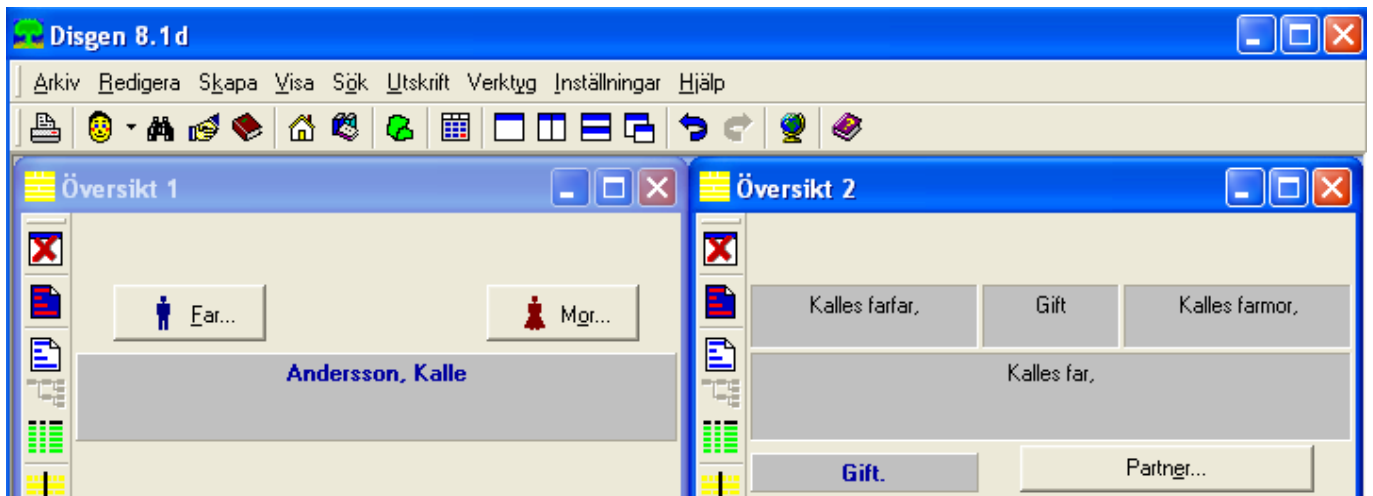 Disgen 8.1d
Arkiv Redigera Skapa Visa Sök Utskrift Verktyg Inställningar Hjälp
Översikt 1
Far...
Mor...
Andersson, Kalle
Översikt 2
Kalles farfar,
Gift
Kalles farmor,
Kalles far,
Gift.
Partner...